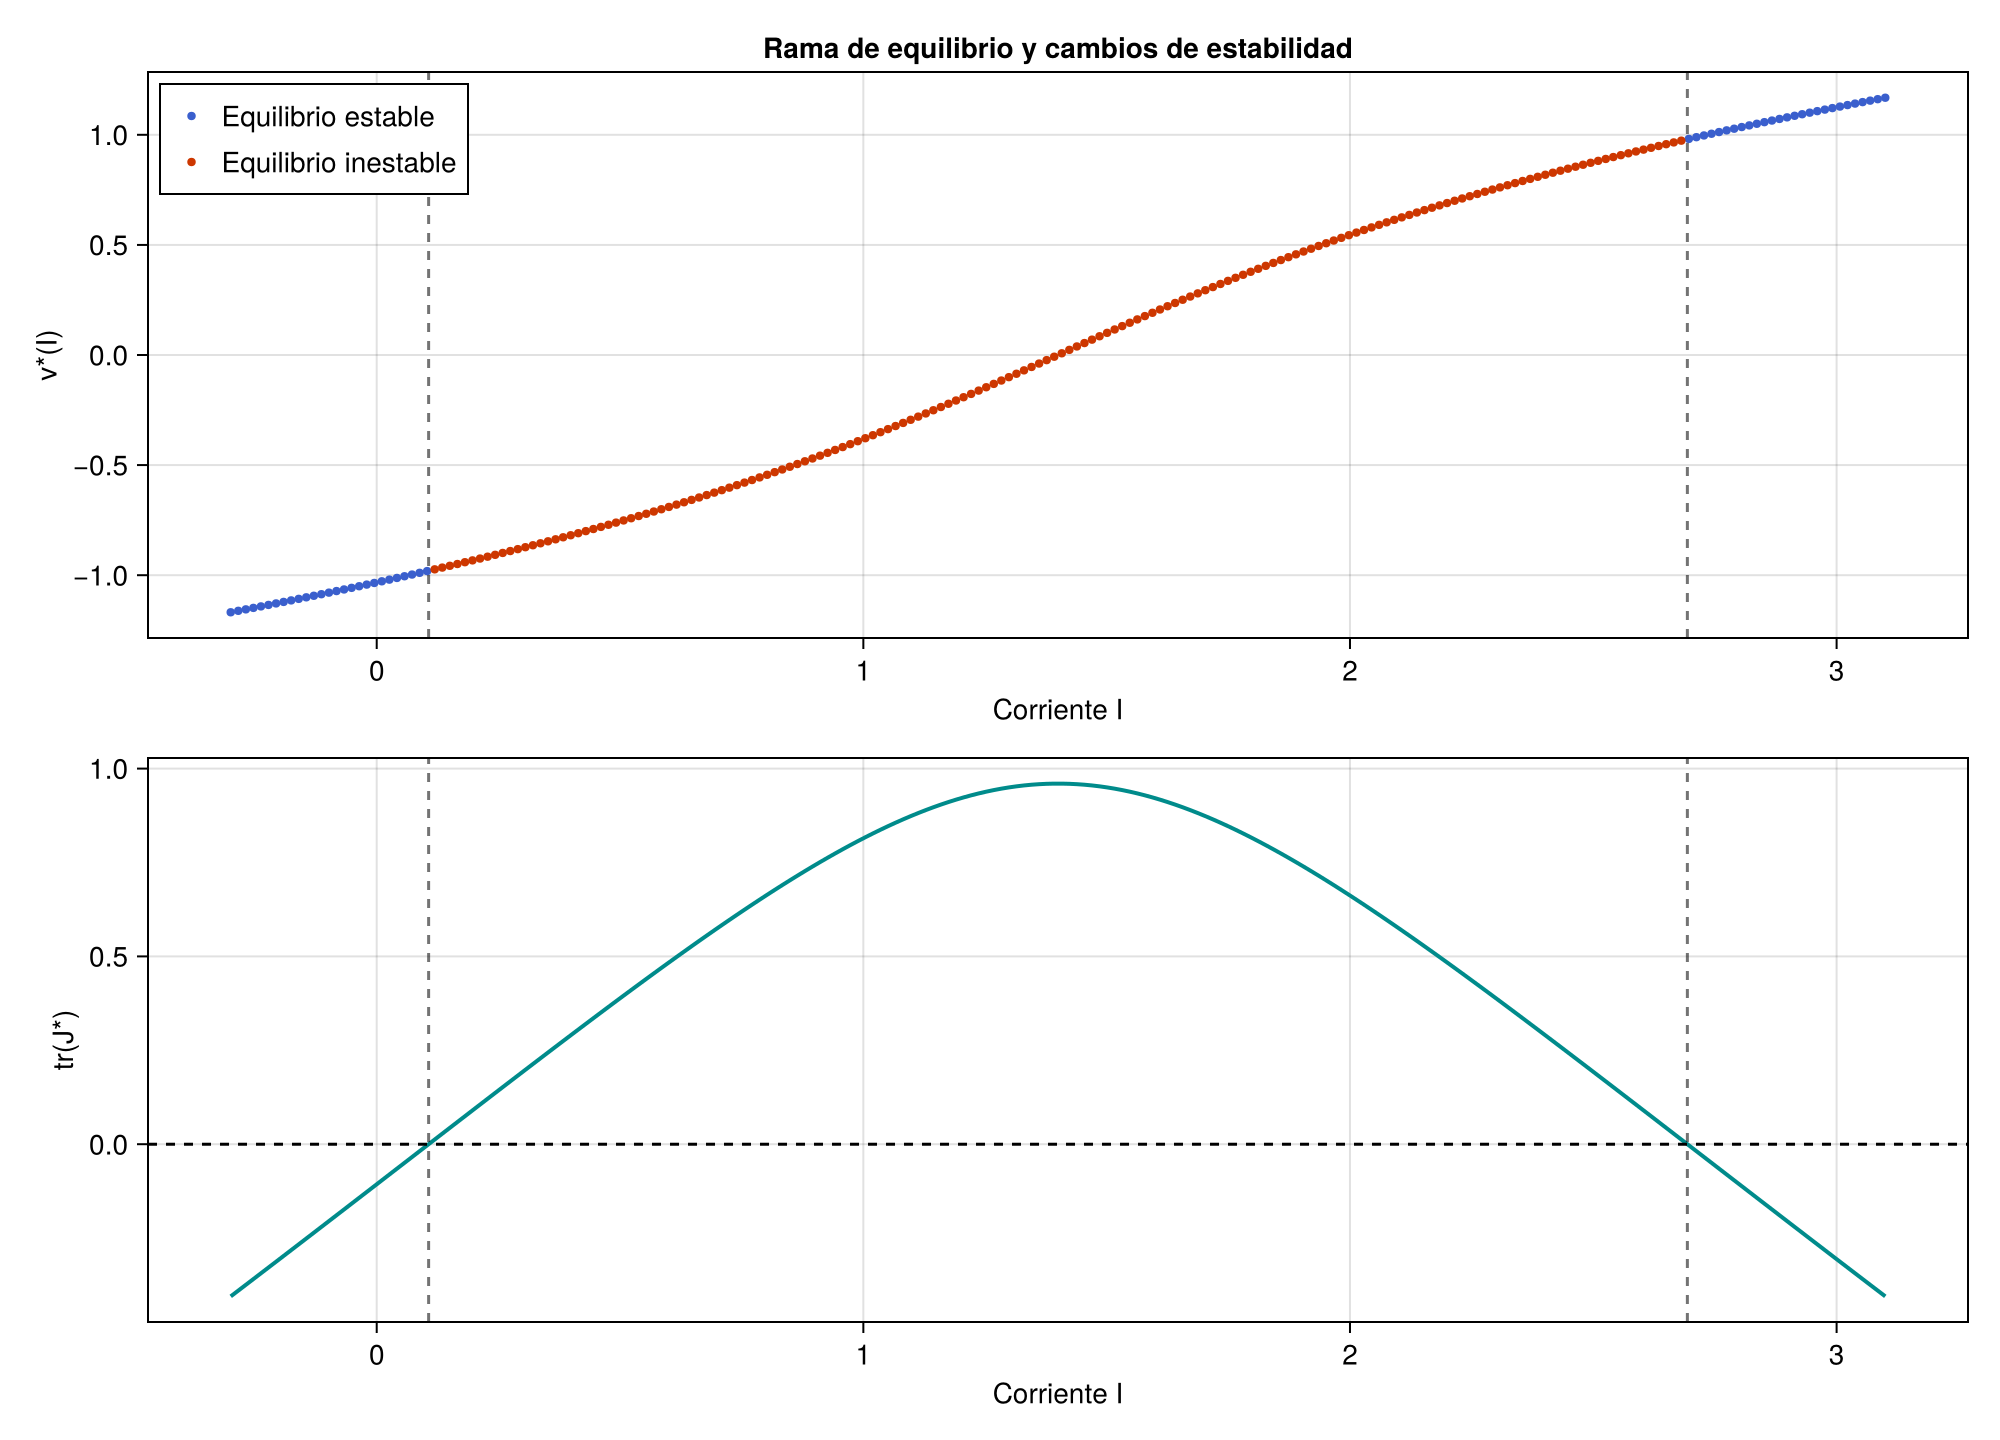 Rama de equilibrio y cambios de estabilidad
Equilibrio estable
Equilibrio inestable
1.0
0.5
0.0
−0.5
−1.0
v*(I)
0 1 2 3
Corriente I
1.0
0.5
0.0
tr(J*)
0 1 2 3
Corriente I